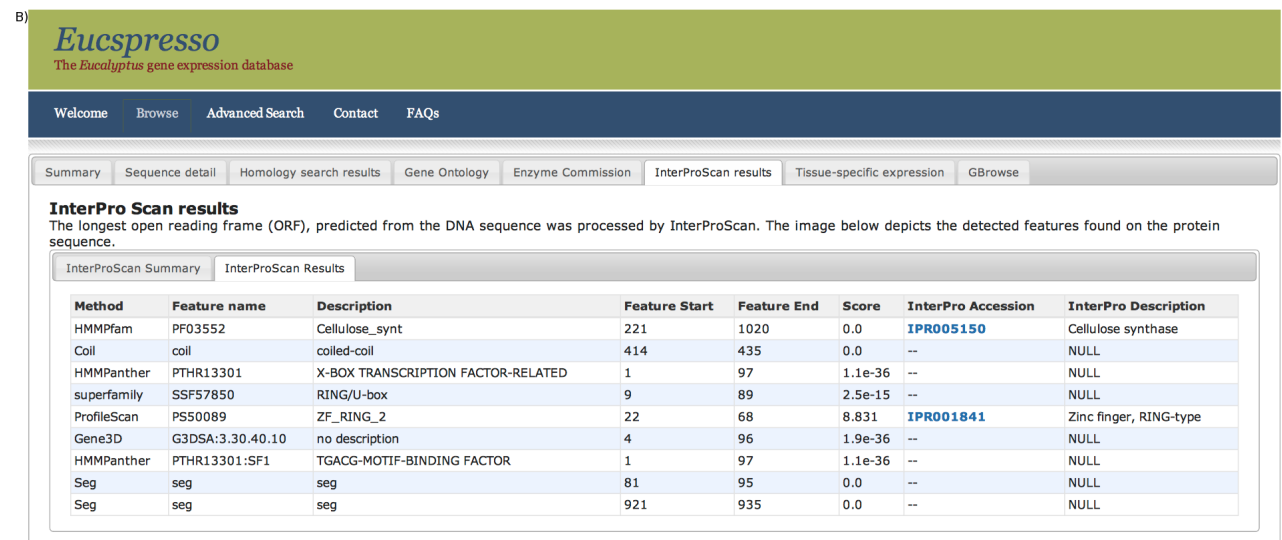 B)
Eucspresso
The Eucalyptus gene expression database
Welcome Browse Advanced Search Contact FAQs
Summary Sequence detail Homology search results Gene Ontology Enzyme Commission InterProScan results Tissue-specific expression GBrowse
InterPro Scan results
The longest open reading frame (ORF), predicted from the DNA sequence was processed by InterProScan. The image below depicts the detected features found on the protein
sequence.
InterProScan Summary InterProScan Results
Method Feature name Description Feature Start Feature End Score InterPro Accession InterPro Description
HMMPfam PF03552 Cellulose_synt 221 1020 0.0 IPR005150 Cellulose synthase
Coil coil coiled-coil 414 435 0.0 -- NULL
HMMPanther PTHR13301 X-BOX TRANSCRIPTION FACTOR-RELATED 1 97 1.1e-36 -- NULL
superfamily SSF57850 RING/U-box 9 89 2.5e-15 -- NULL
ProfileScan PS50089 ZF_RING_2 22 68 8.831 IPR001841 Zinc finger, RING-type
Gene3D G3DSA:3.30.40.10 no description 4 96 1.9e-36 -- NULL
HMMPanther PTHR13301:SF1 TGACG-MOTIF-BINDING FACTOR 1 97 1.1e-36 -- NULL
Seg seg seg 81 95 0.0 -- NULL
Seg seg seg 921 935 0.0 -- NULL